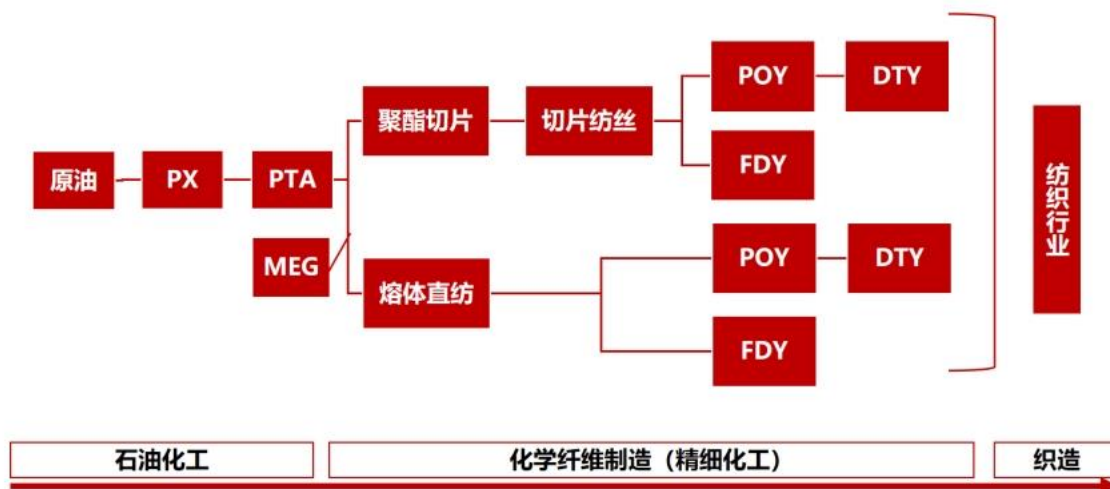 POY
DTY
聚酯切片
切片纺丝
FDY
原油
PX
PTA
纺织行业
MEG
熔体直纺
POY
DTY
FDY
石油化工
化学纤维制造（精细化工）
织造